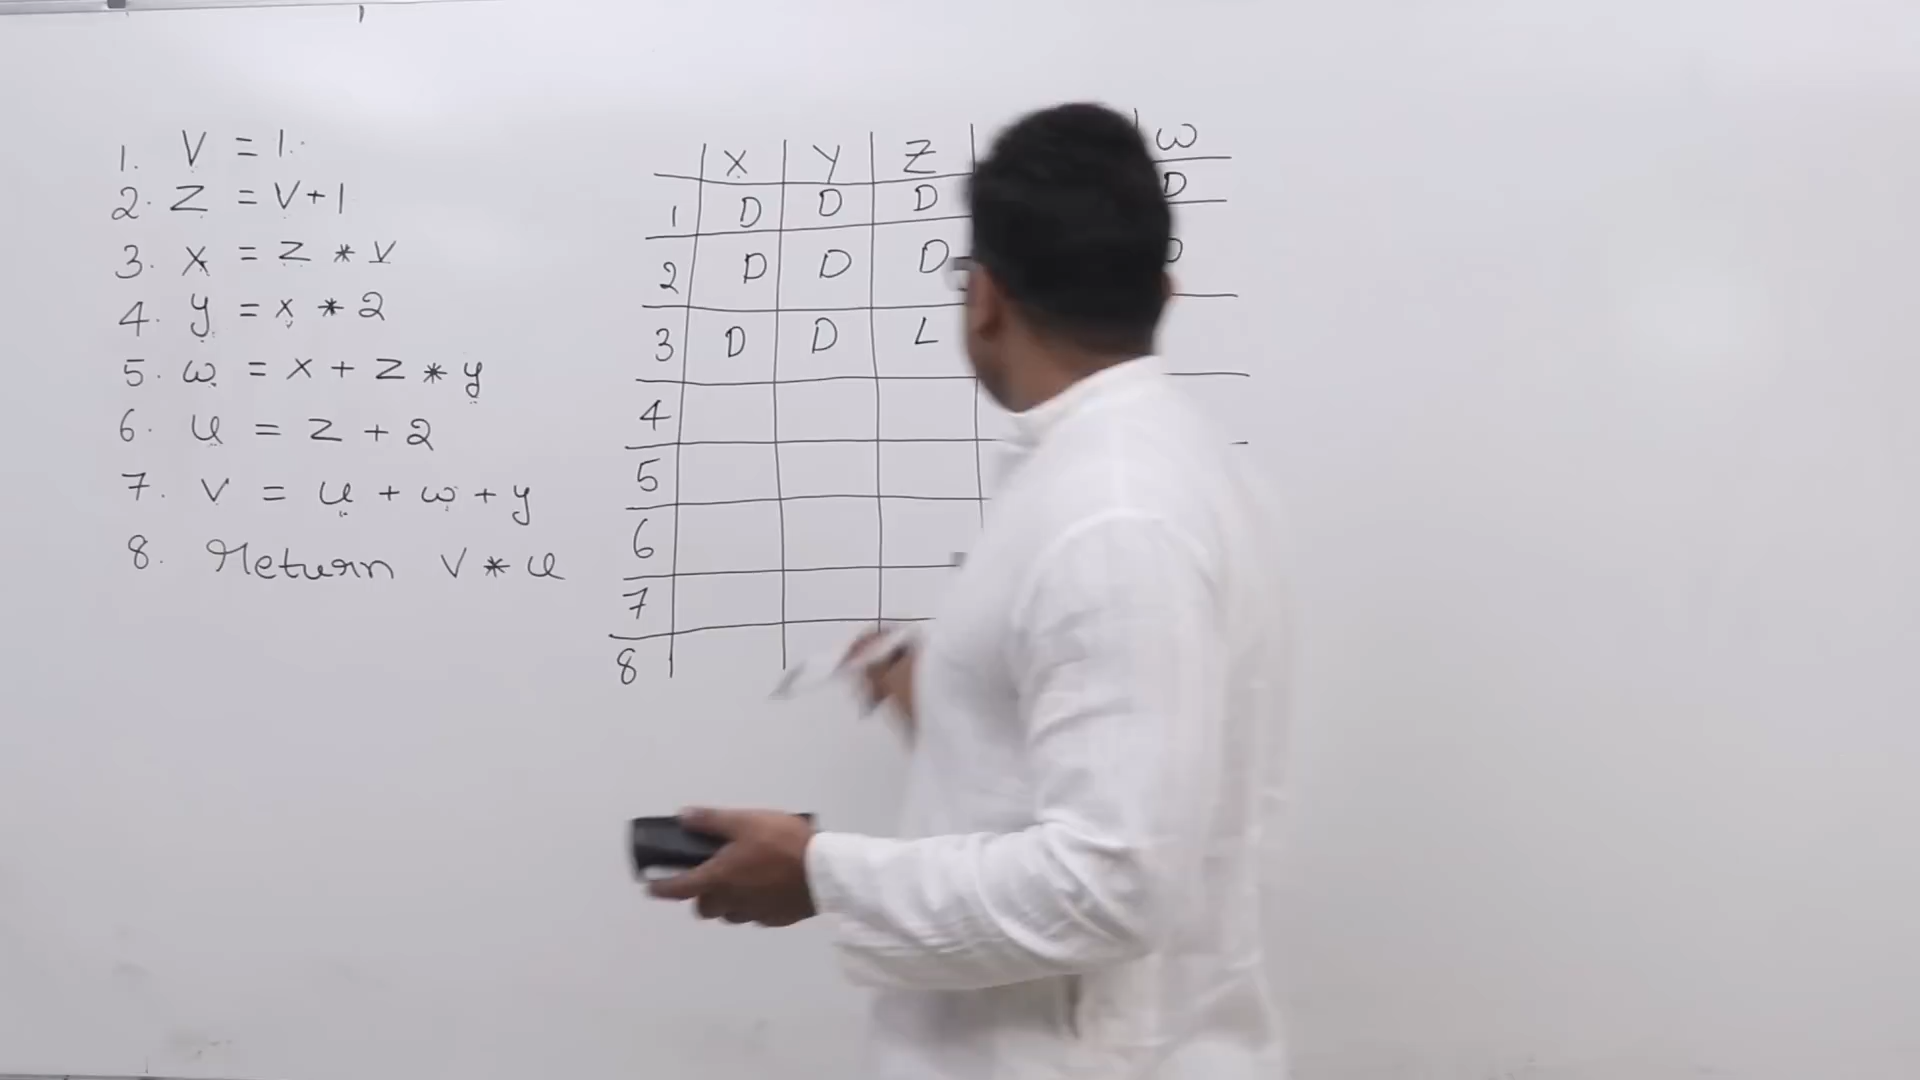 1. V = 1.
2. Z = V + 1
3. X = Z * V
4. y = x * 2
5. ω = x + z * y
6. u = z + 2
7. v = u + ω + y
8. Return v * u
X Y Z ω
1 D D D D
2 D D D
3 D D L
4
5
6
7
8